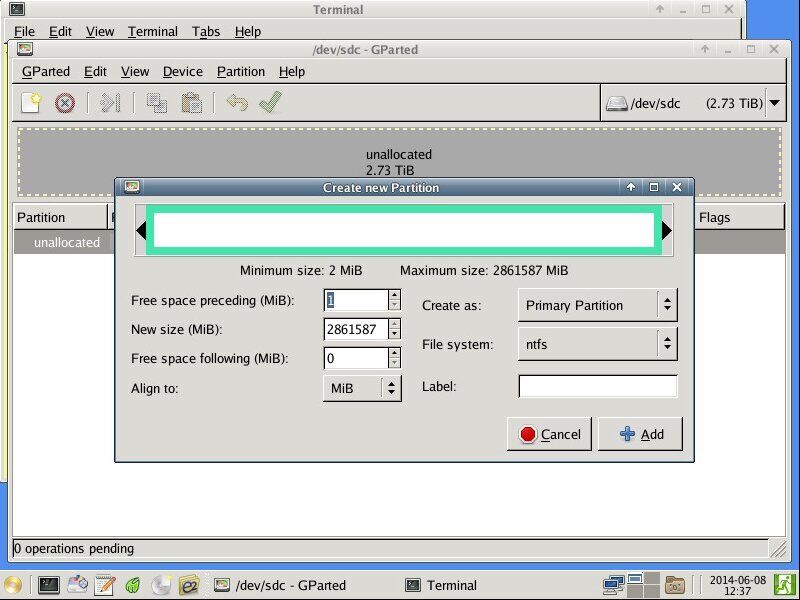 Terminal
File Edit View Terminal Tabs Help
/dev/sdc - GParted
GParted Edit View Device Partition Help
/dev/sdc (2.73 TiB)
unallocated
2.73 TiB
Create new Partition
Partition Flags
unallocated
Minimum size: 2 MiB Maximum size: 2861587 MiB
Free space preceding (MiB): 1 Create as: Primary Partition
New size (MiB): 2861587
File system: ntfs
Free space following (MiB): 0
Align to: MiB Label:
Cancel Add
0 operations pending
/dev/sdc - GParted Terminal 2014-06-08
12:37